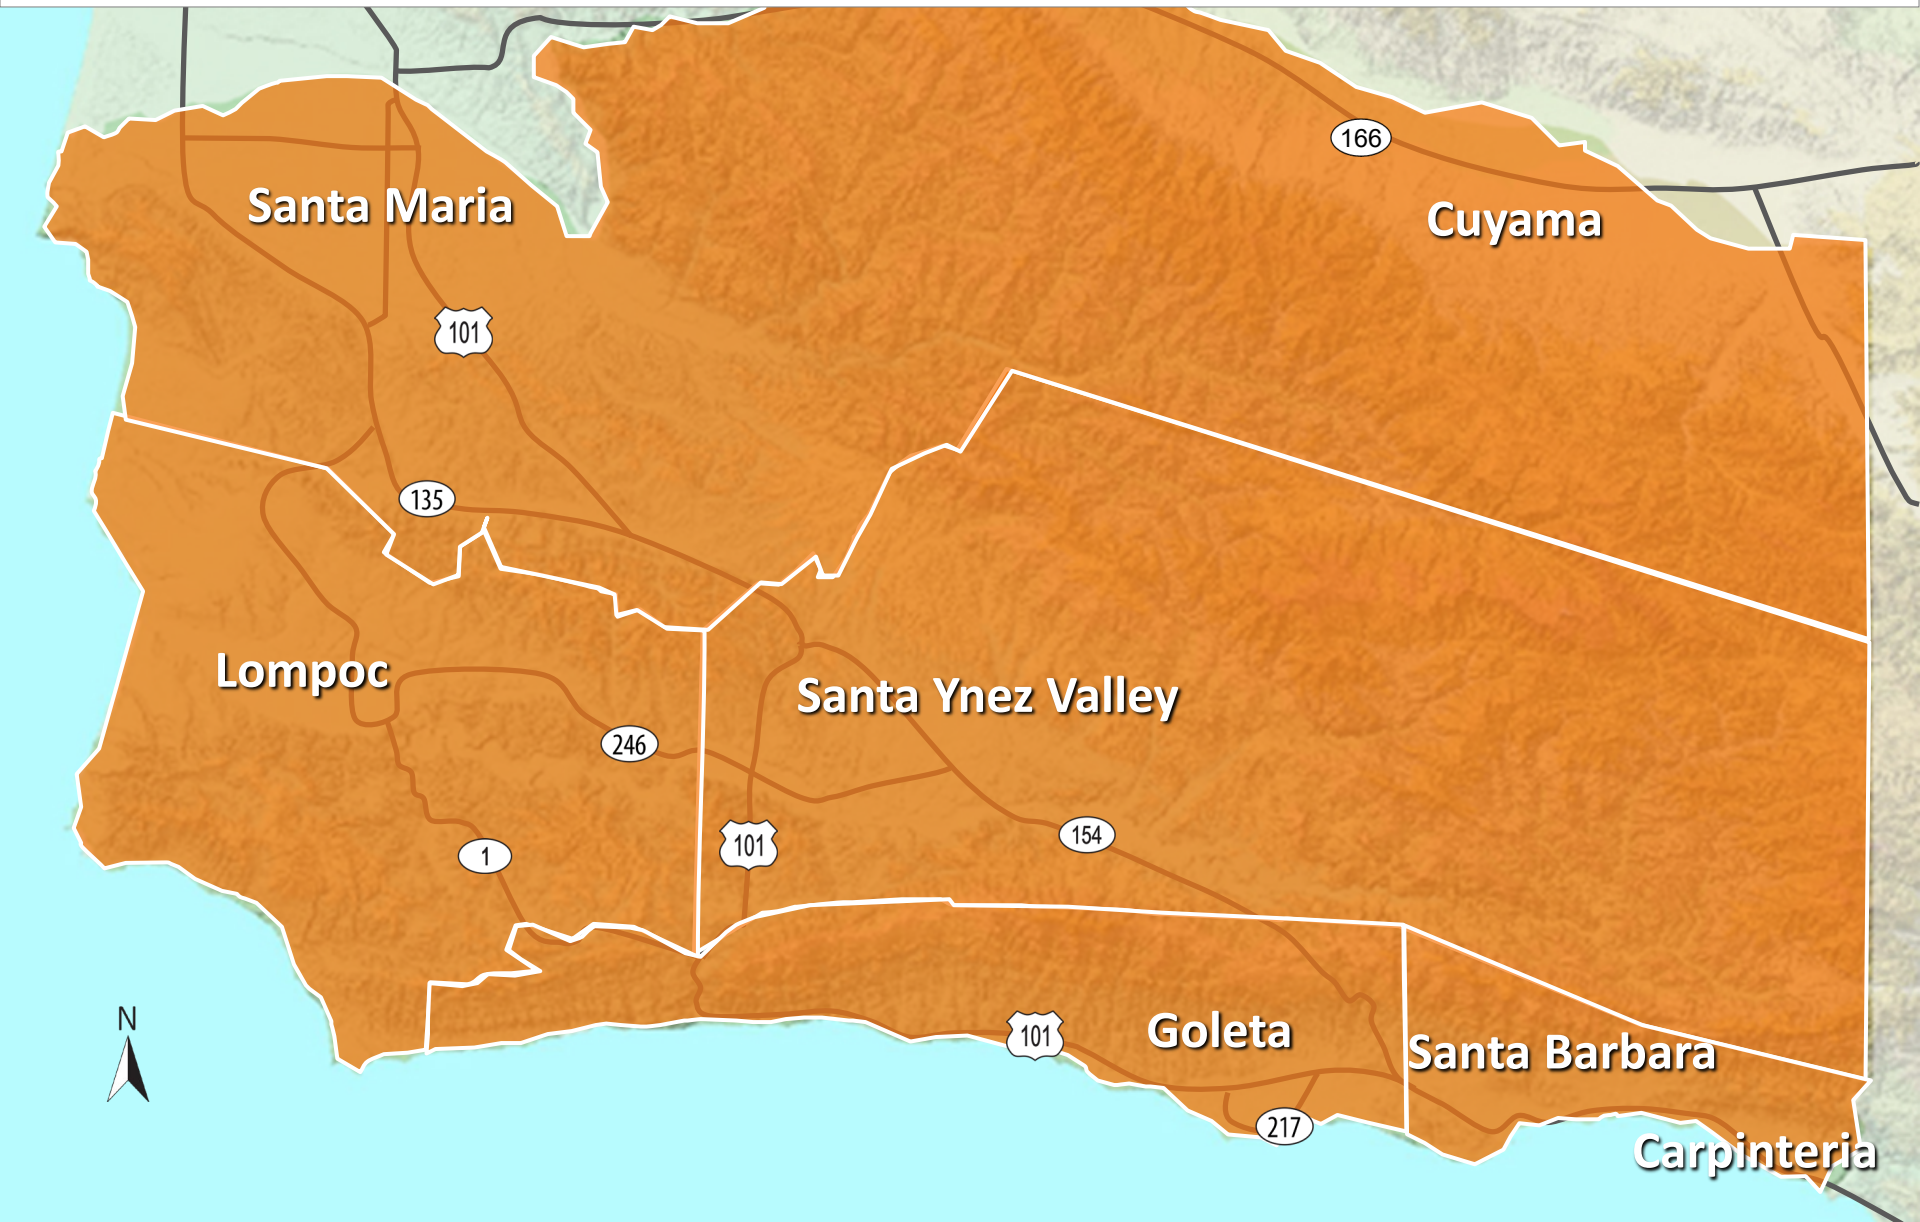 166
Santa Maria
Cuyama
101
135
Lompoc
Santa Ynez Valley
246
154
101
1
N
101
Goleta
Santa Barbara
217
Carpinteria